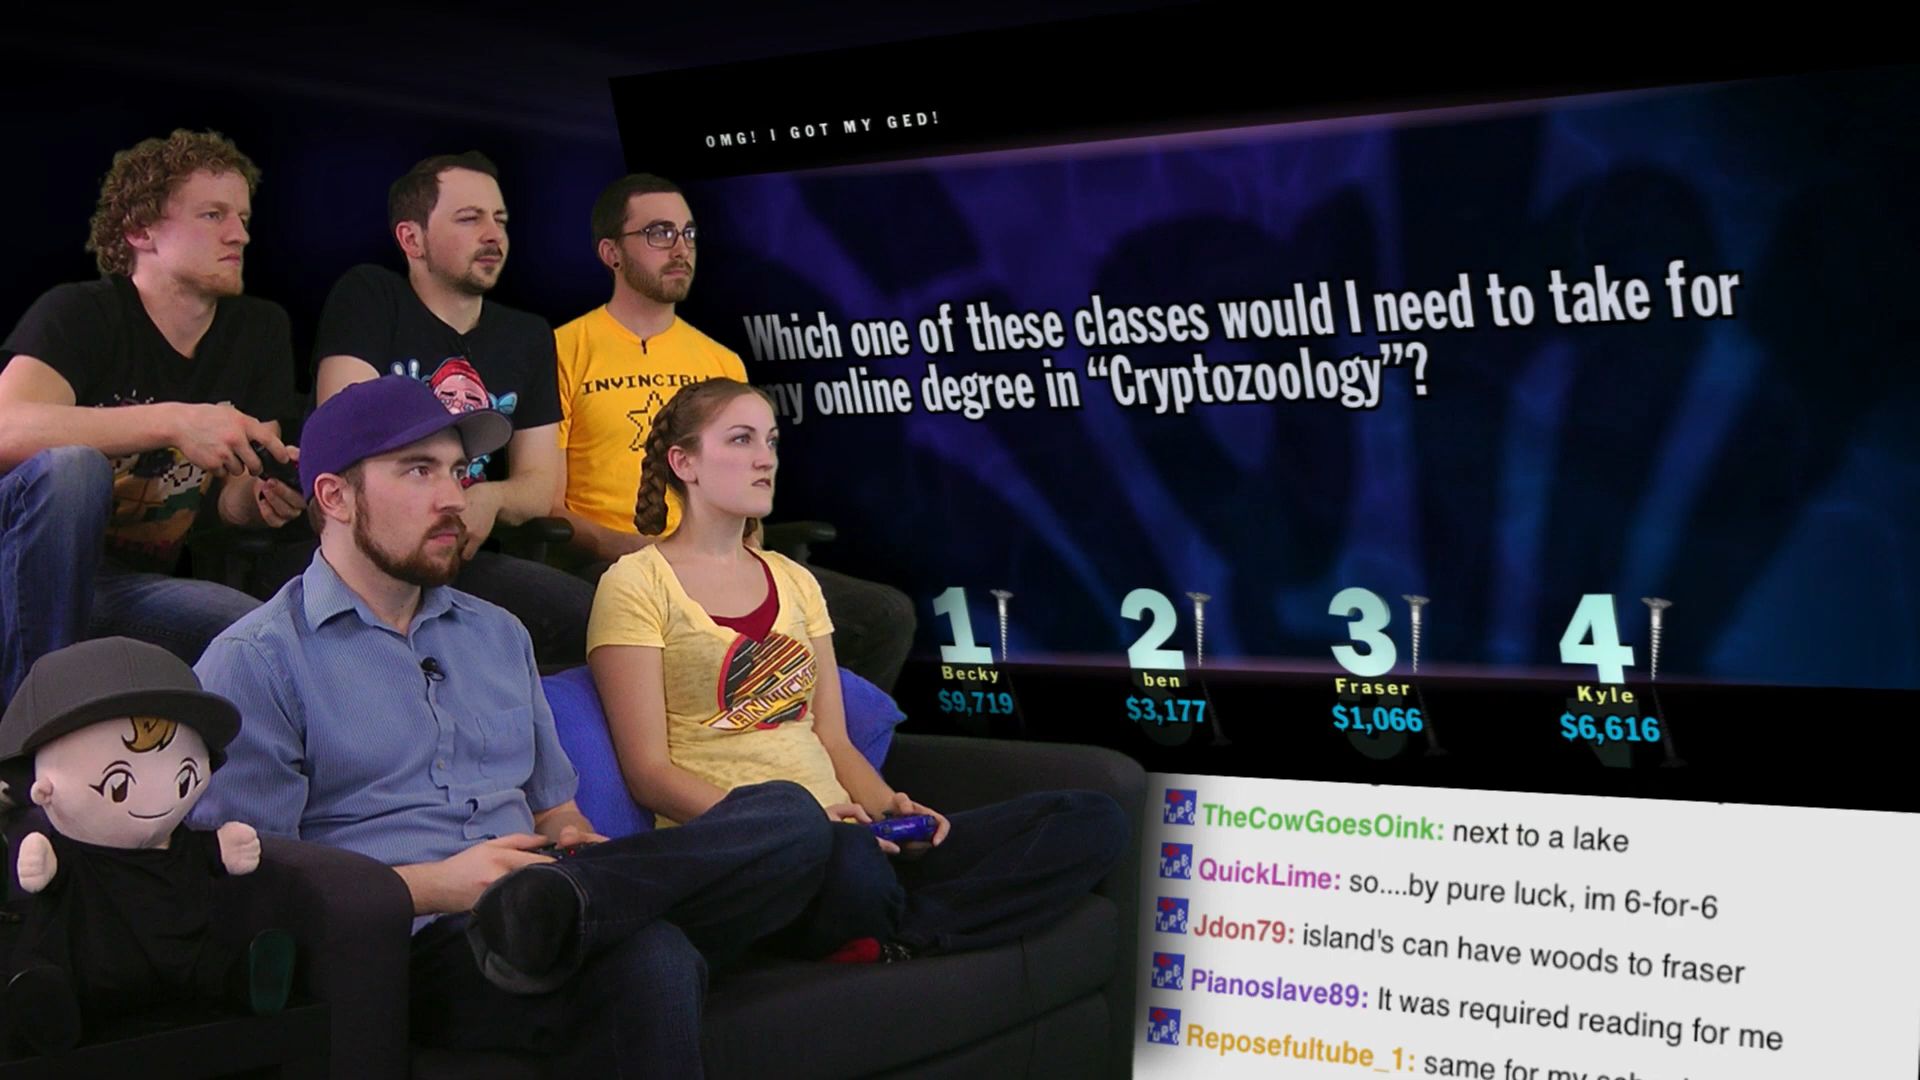 OMG! I GOT MY GED!
Which one of these classes would I need to take for
my online degree in “Cryptozoology”?
INVINCIBL
1 2 3 4
Becky ben Fraser Kyle
$9,719 $3,177 $1,066 $6,616
TheCowGoesOink: next to a lake
QuickLime: so....by pure luck, im 6-for-6
Jdon79: island's can have woods to fraser
Pianoslave89: It was required reading for me
Reposefultube_1: same for my